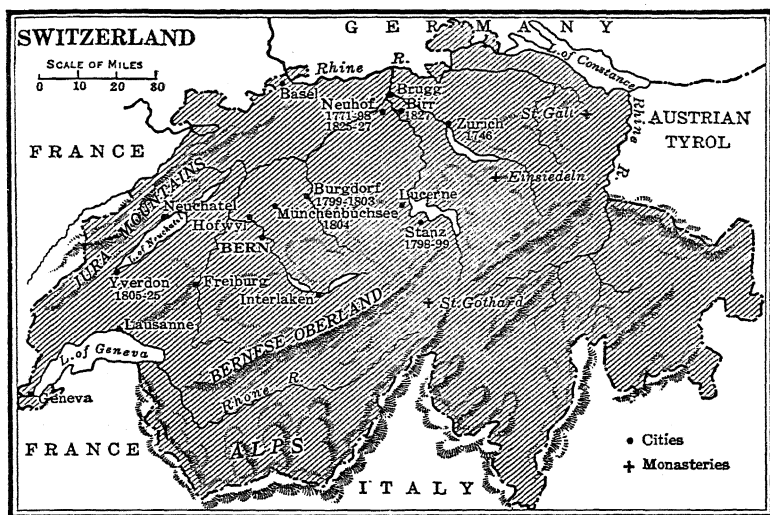 GERMANY
SWITZERLAND
SCALE OF MILES
0 10 20 30
L. of Constance
Rhine R.
Basel
Brugg
Neuhof
1771-98
1825-27
Birr
1827
Zurich
1746
St. Gall
Rhine R.
AUSTRIAN
TYROL
FRANCE
Einsiedeln
JURA MOUNTAINS
Neuchatel
L. of Neuchatel
Burgdorf
1799-1803
Lucerne
Münchenbuchsee
1804
Hofwyl
BERN
Stanz
1798-99
Yverdon
1805-25
Freiburg
Interlaken
St. Gothard
Lausanne
BERNESE OBERLAND
L. of Geneva
Rhone R.
Geneva
FRANCE
ALPS
ITALY
Cities
Monasteries